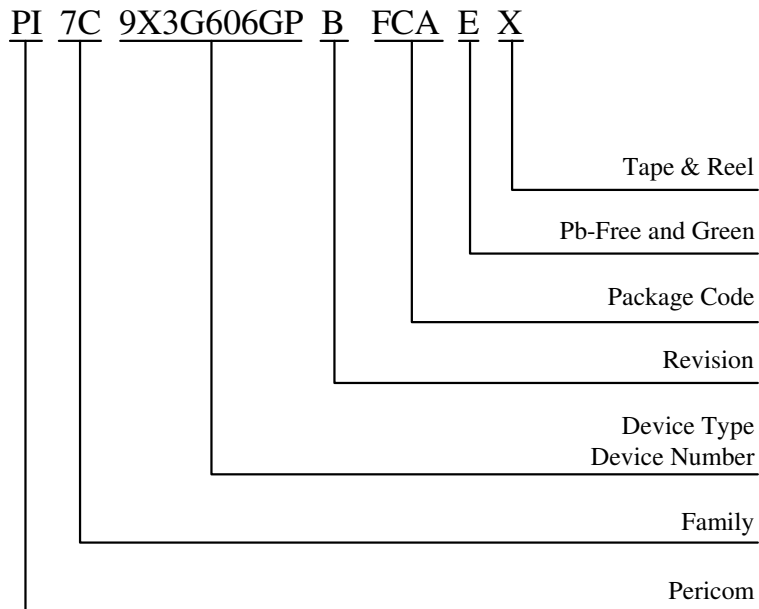 PI 7C 9X3G606GP B FCA E X
Tape & Reel
Pb-Free and Green
Package Code
Revision
Device Type
Device Number
Family
Pericom